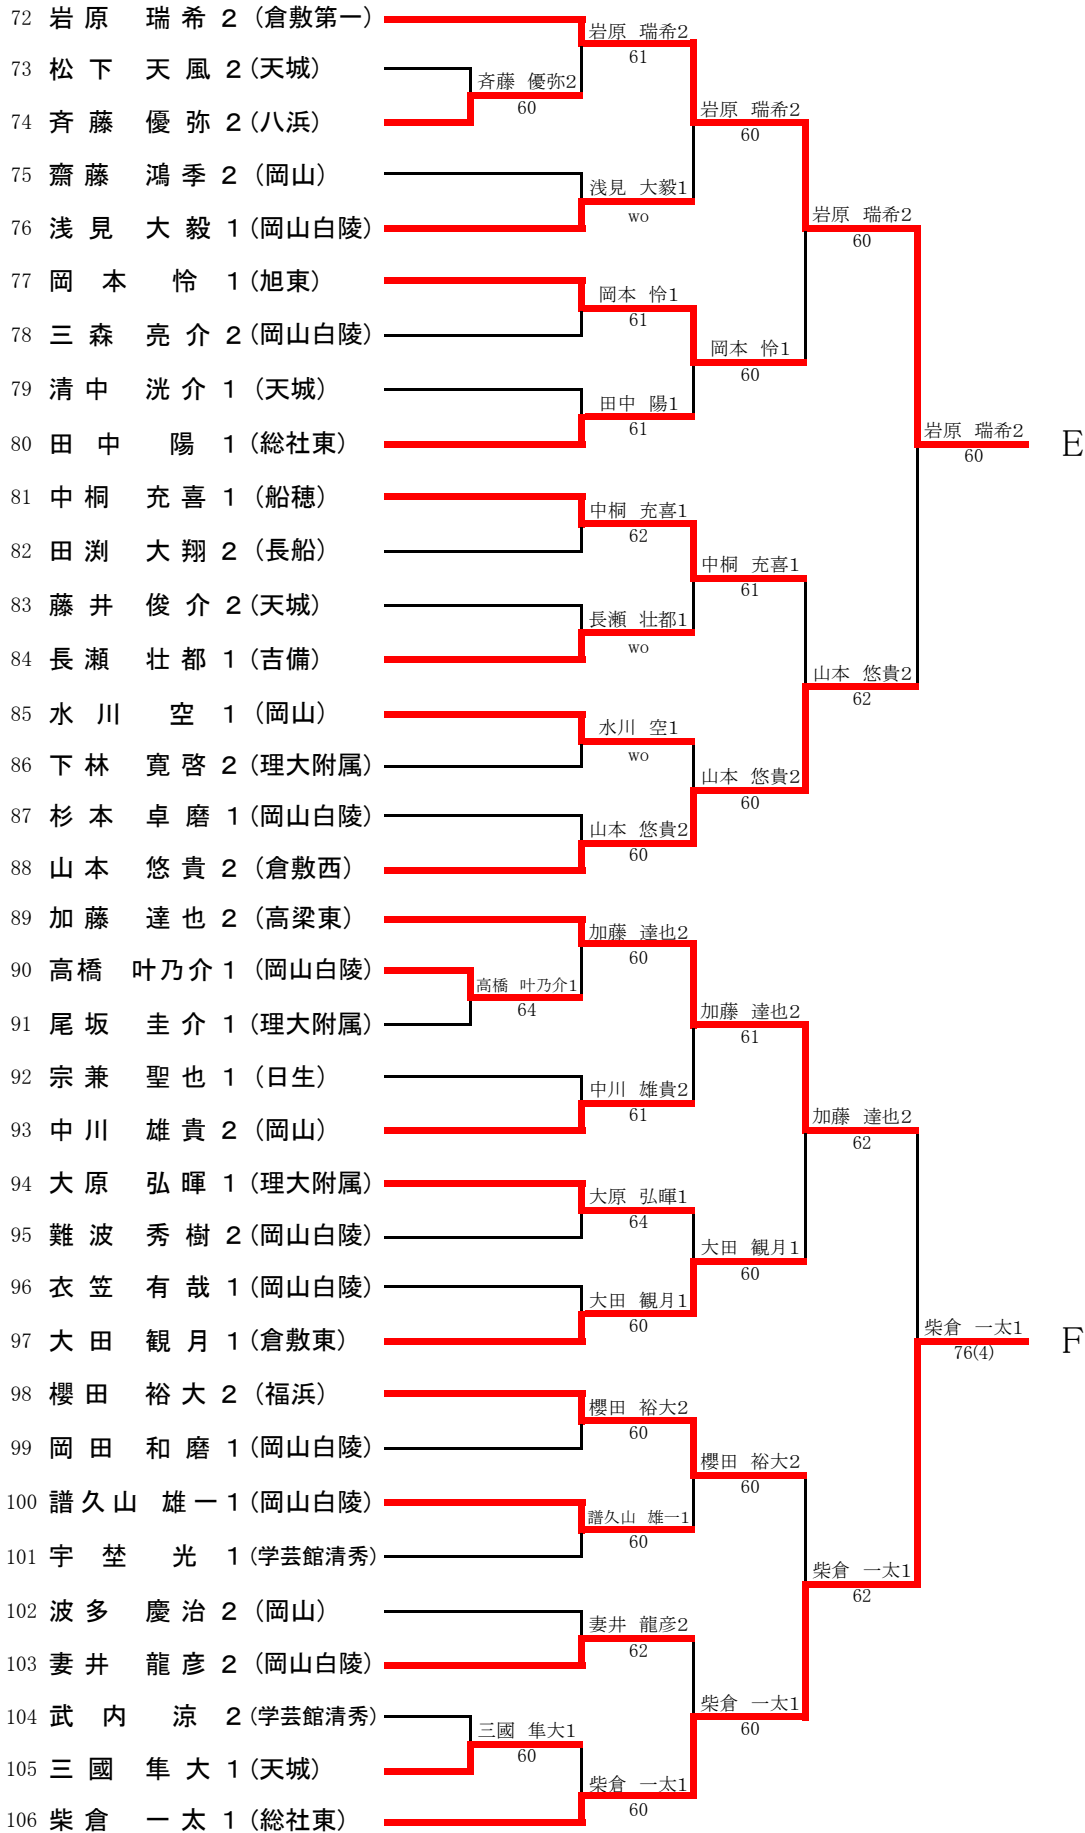 72 岩原 瑞希 2 (倉敷第一)
岩原 瑞希2
61
73 松下 天風 2 (天城)
斉藤 優弥2
60
74 斉藤 優弥 2 (八浜)
岩原 瑞希2
60
75 齋藤 鴻季 2 (岡山)
浅見 大毅1
wo
76 浅見 大毅 1 (岡山白陵)
岩原 瑞希2
60
77 岡本 怜 1 (旭東)
岡本 怜1
61
78 三森 亮介 2 (岡山白陵)
岡本 怜1
60
79 清中 洸介 1 (天城)
田中 陽1
61
80 田中 陽 1 (総社東)
岩原 瑞希2
60
E
81 中桐 充喜 1 (船穂)
中桐 充喜1
62
82 田渕 大翔 2 (長船)
中桐 充喜1
61
83 藤井 俊介 2 (天城)
長瀬 壮都1
wo
84 長瀬 壮都 1 (吉備)
山本 悠貴2
62
85 水川 空 1 (岡山)
水川 空1
wo
86 下林 寛啓 2 (理大附属)
山本 悠貴2
60
87 杉本 卓磨 1 (岡山白陵)
山本 悠貴2
60
88 山本 悠貴 2 (倉敷西)
89 加藤 達也 2 (高梁東)
加藤 達也2
60
90 高橋 叶乃介 1 (岡山白陵)
高橋 叶乃介1
64
91 尾坂 圭介 1 (理大附属)
加藤 達也2
61
92 宗兼 聖也 1 (日生)
中川 雄貴2
61
93 中川 雄貴 2 (岡山)
加藤 達也2
62
94 大原 弘暉 1 (理大附属)
大原 弘暉1
64
95 難波 秀樹 2 (岡山白陵)
大田 観月1
60
96 衣笠 有哉 1 (岡山白陵)
大田 観月1
60
97 大田 観月 1 (倉敷東)
柴倉 一太1
76(4)
F
98 櫻田 裕大 2 (福浜)
櫻田 裕大2
60
99 岡田 和磨 1 (岡山白陵)
櫻田 裕大2
60
100 譜久山 雄一 1 (岡山白陵)
譜久山 雄一1
60
101 宇埜 光 1 (学芸館清秀)
柴倉 一太1
62
102 波多 慶治 2 (岡山)
妻井 龍彦2
62
103 妻井 龍彦 2 (岡山白陵)
柴倉 一太1
60
104 武内 涼 2 (学芸館清秀)
三國 隼大1
60
105 三國 隼大 1 (天城)
柴倉 一太1
60
106 柴倉 一太 1 (総社東)